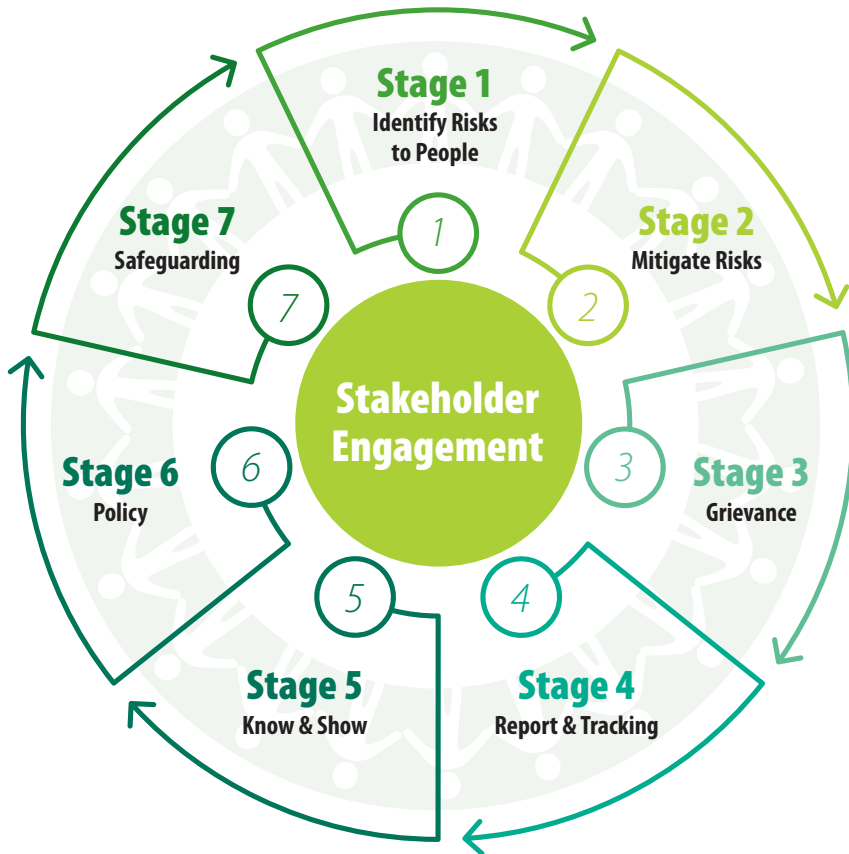 Stage 1
Identify Risks
to People
1
Stage 2
Mitigate Risks
2
Stage 3
Grievance
3
Stage 4
Report & Tracking
4
Stage 5
Know & Show
5
Stage 6
Policy
6
Stage 7
Safeguarding
7
Stakeholder
Engagement